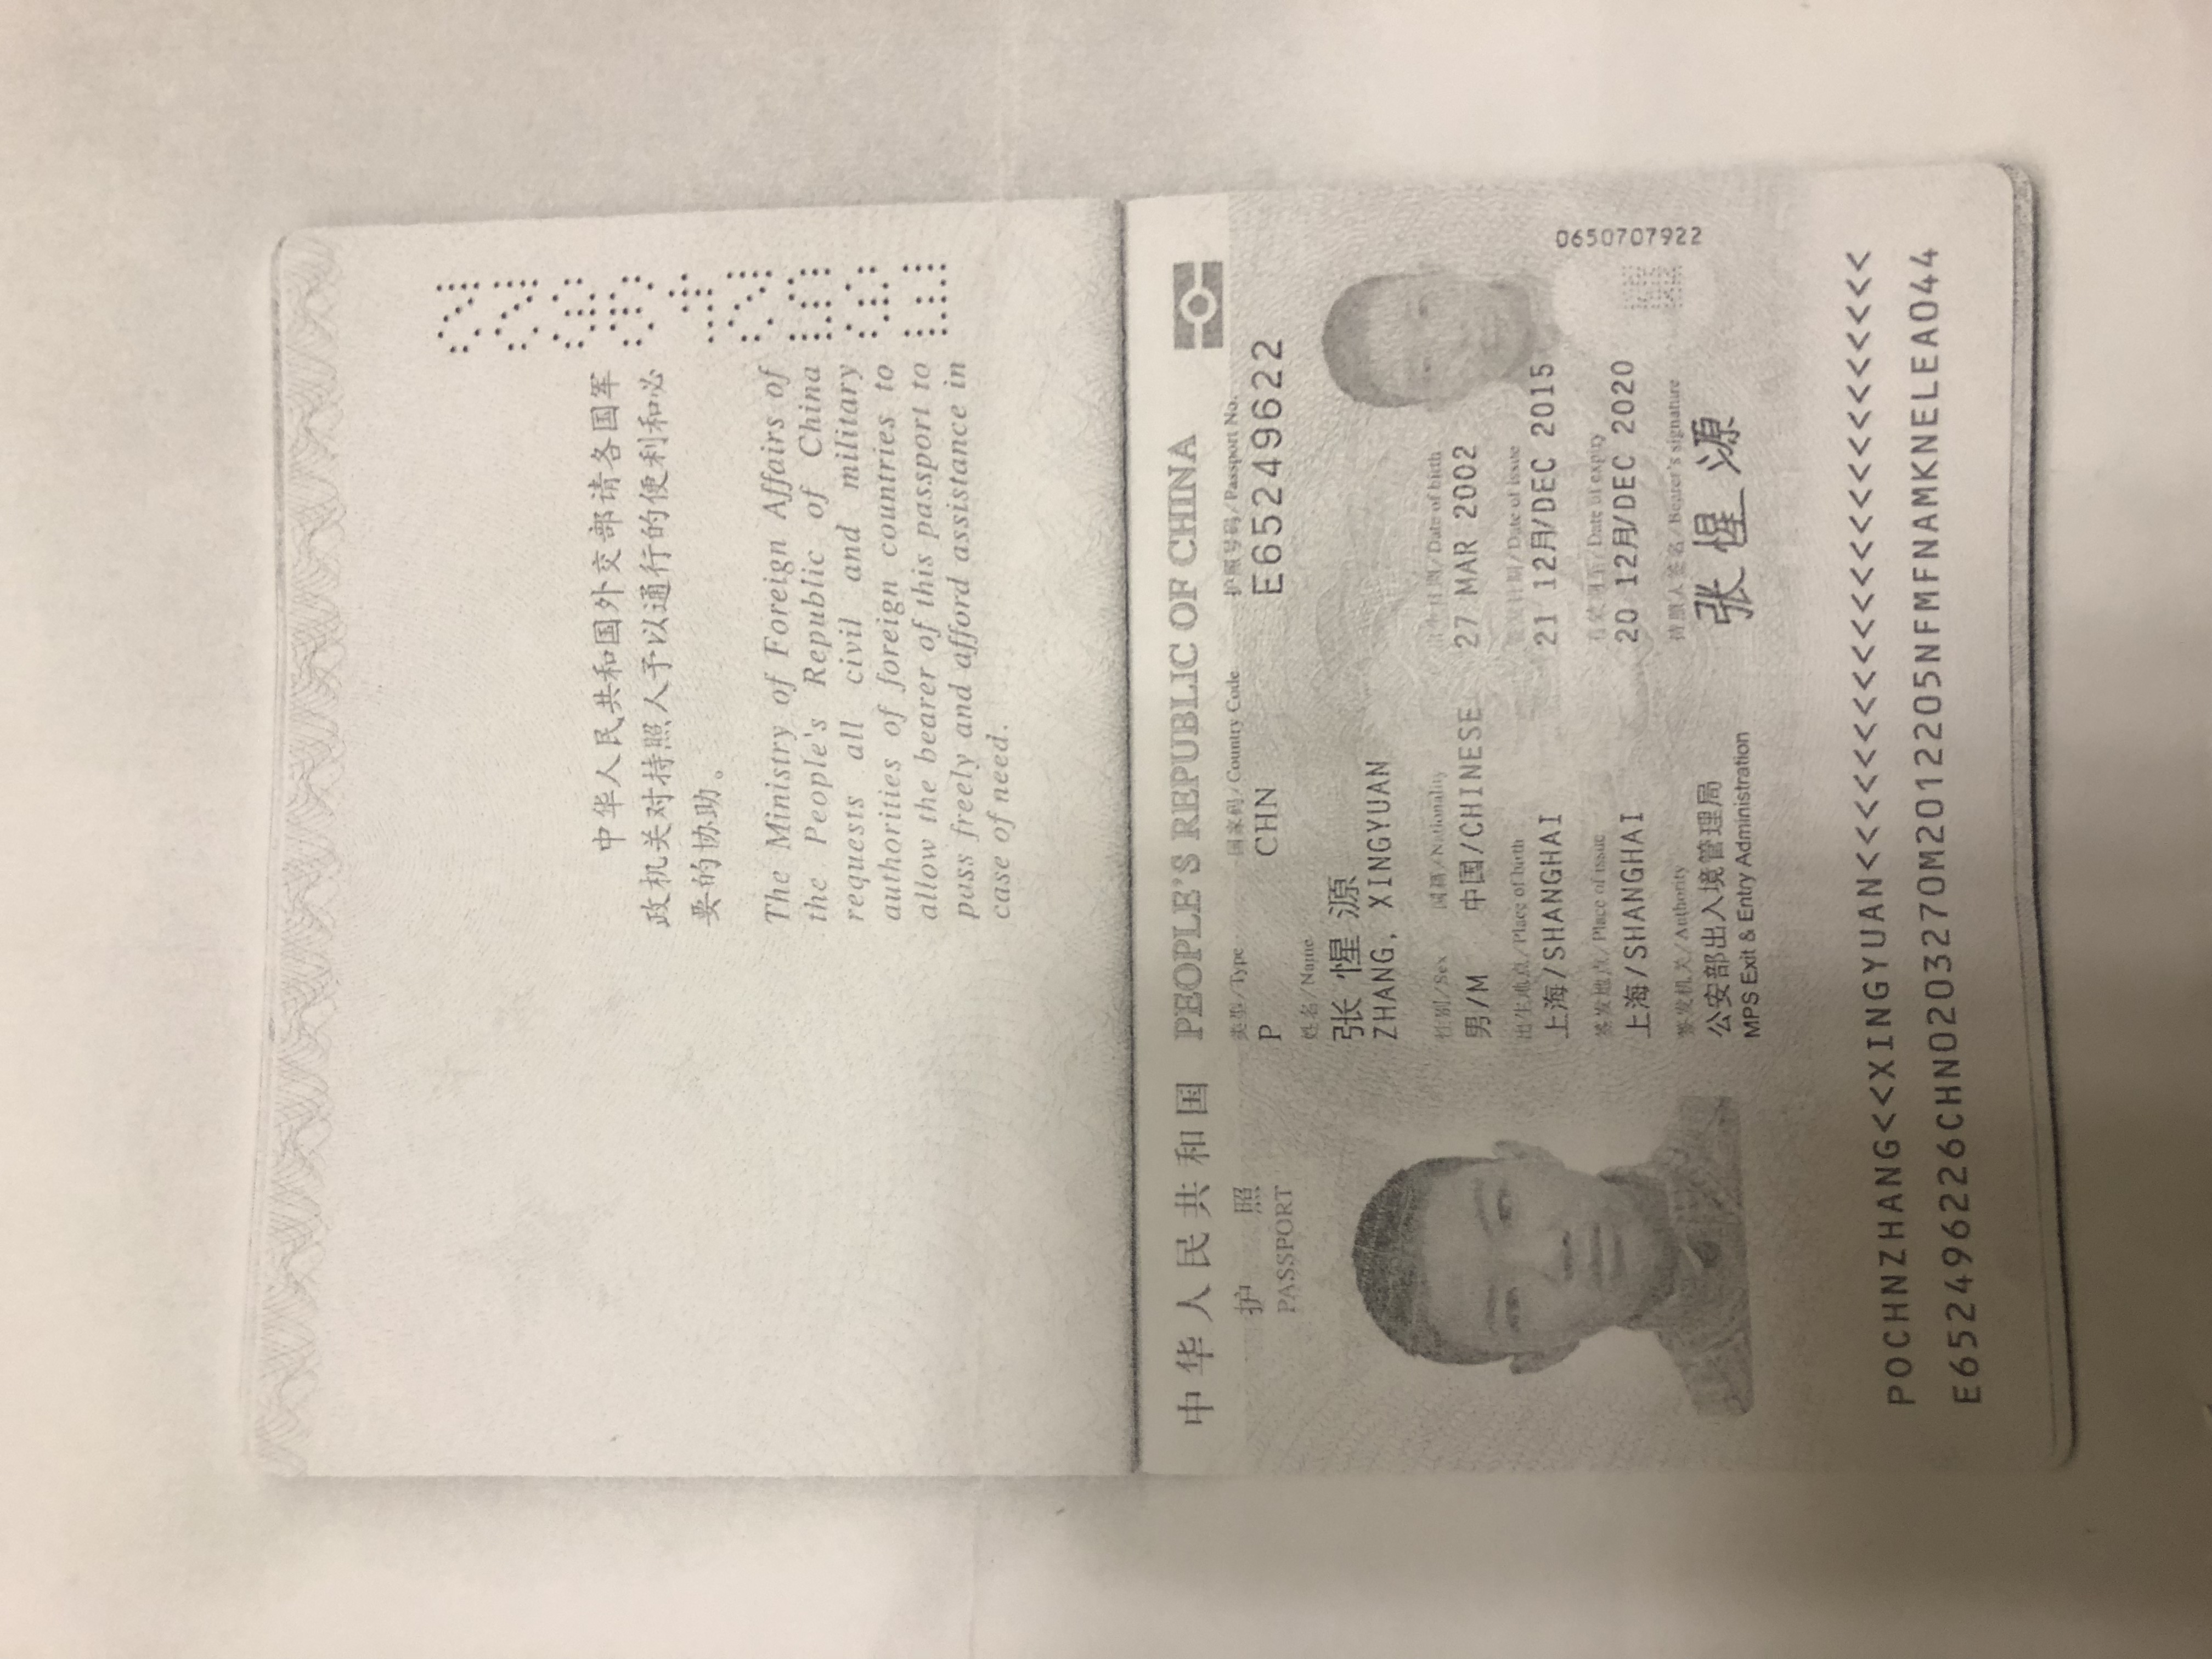 中华人民共和国外交部请各国军
政机关对持照人予以通行的便利和必
要的协助。
The Ministry of Foreign Affairs of
the People's Republic of China
requests all civil and military
authorities of foreign countries to
allow the bearer of this passport to
pass freely and afford assistance in
case of need.
E65249622
中华人民共和国 PEOPLE'S REPUBLIC OF CHINA
护 照
PASSPORT
类型/Type 国家码/Country Code 护照号码/Passport No.
P CHN E65249622
姓名/Name
张惺源
ZHANG, XINGYUAN
性别/Sex 国籍/Nationality 出生日期/Date of birth
男/M 中国/CHINESE 27 MAR 2002
出生地点/Place of birth 签发日期/Date of issue
上海/SHANGHAI 21 12月/DEC 2015
签发地点/Place of issue 有效期至/Date of expiry
上海/SHANGHAI 20 12月/DEC 2020
签发机关/Authority 持照人签名/Bearer's signature
公安部出入境管理局 张惺源
MPS Exit & Entry Administration
0650707922
POCHNZHANG<<XINGYUAN<<<<<<<<<<<<<<<<<<<<<<<<
E652496226CHN0203270M2012205NFMFNAMKNELEA044